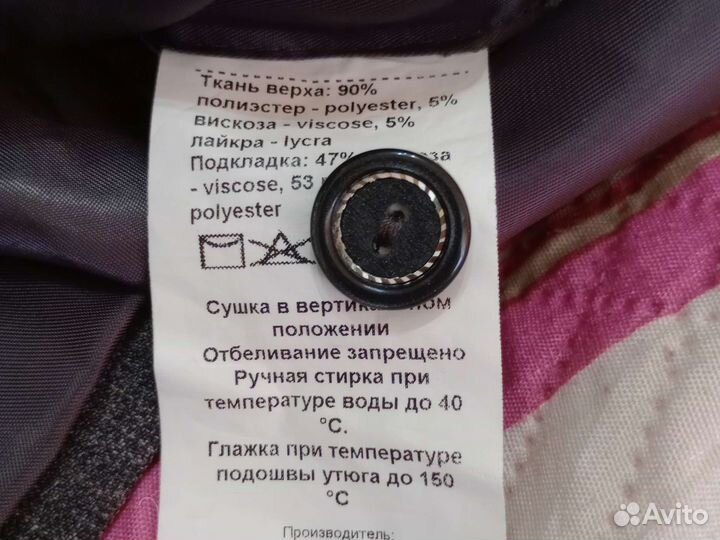 Ткань верха: 90%
полиэстер - polyester, 5%
вискоза - viscose, 5%
лайкра - lycra
Подкладка: 47%
- viscose, 53
polyester
Сушка в
положении
Отбеливание запрещено
Ручная стирка при
температуре воды до 40
°C.
Глажка при температуре
подошвы утюга до 150
°C
Производитель:
Avito